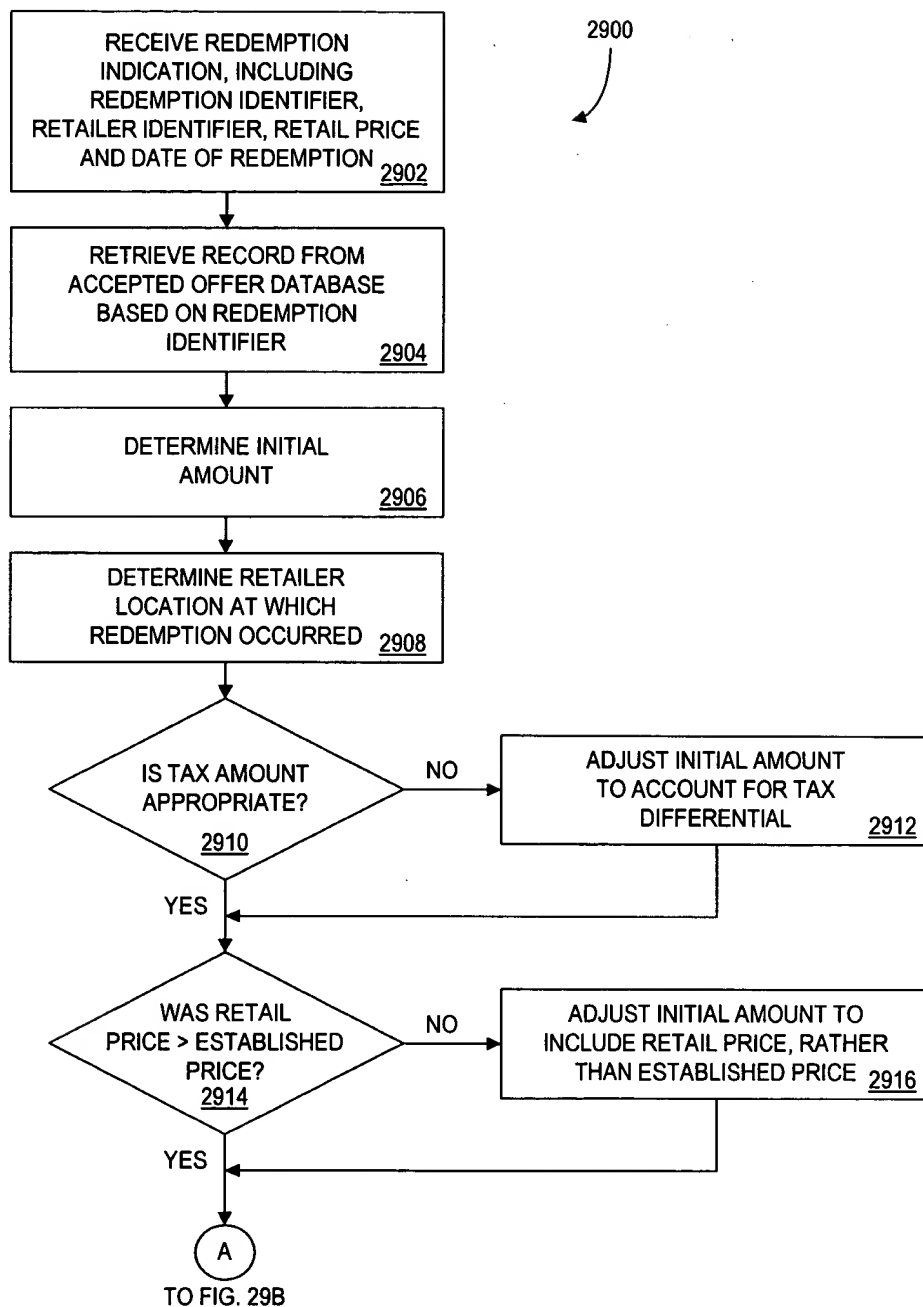 RECEIVE REDEMPTION
INDICATION, INCLUDING
REDEMPTION IDENTIFIER,
RETAILER IDENTIFIER, RETAIL PRICE
AND DATE OF REDEMPTION
2902
2900
RETRIEVE RECORD FROM
ACCEPTED OFFER DATABASE
BASED ON REDEMPTION
IDENTIFIER
2904
DETERMINE INITIAL
AMOUNT
2906
DETERMINE RETAILER
LOCATION AT WHICH
REDEMPTION OCCURRED
2908
IS TAX AMOUNT
APPROPRIATE?
2910
NO
ADJUST INITIAL AMOUNT
TO ACCOUNT FOR TAX
DIFFERENTIAL
2912
YES
WAS RETAIL
PRICE > ESTABLISHED
PRICE?
2914
NO
ADJUST INITIAL AMOUNT TO
INCLUDE RETAIL PRICE, RATHER
THAN ESTABLISHED PRICE
2916
YES
A
TO FIG. 29B